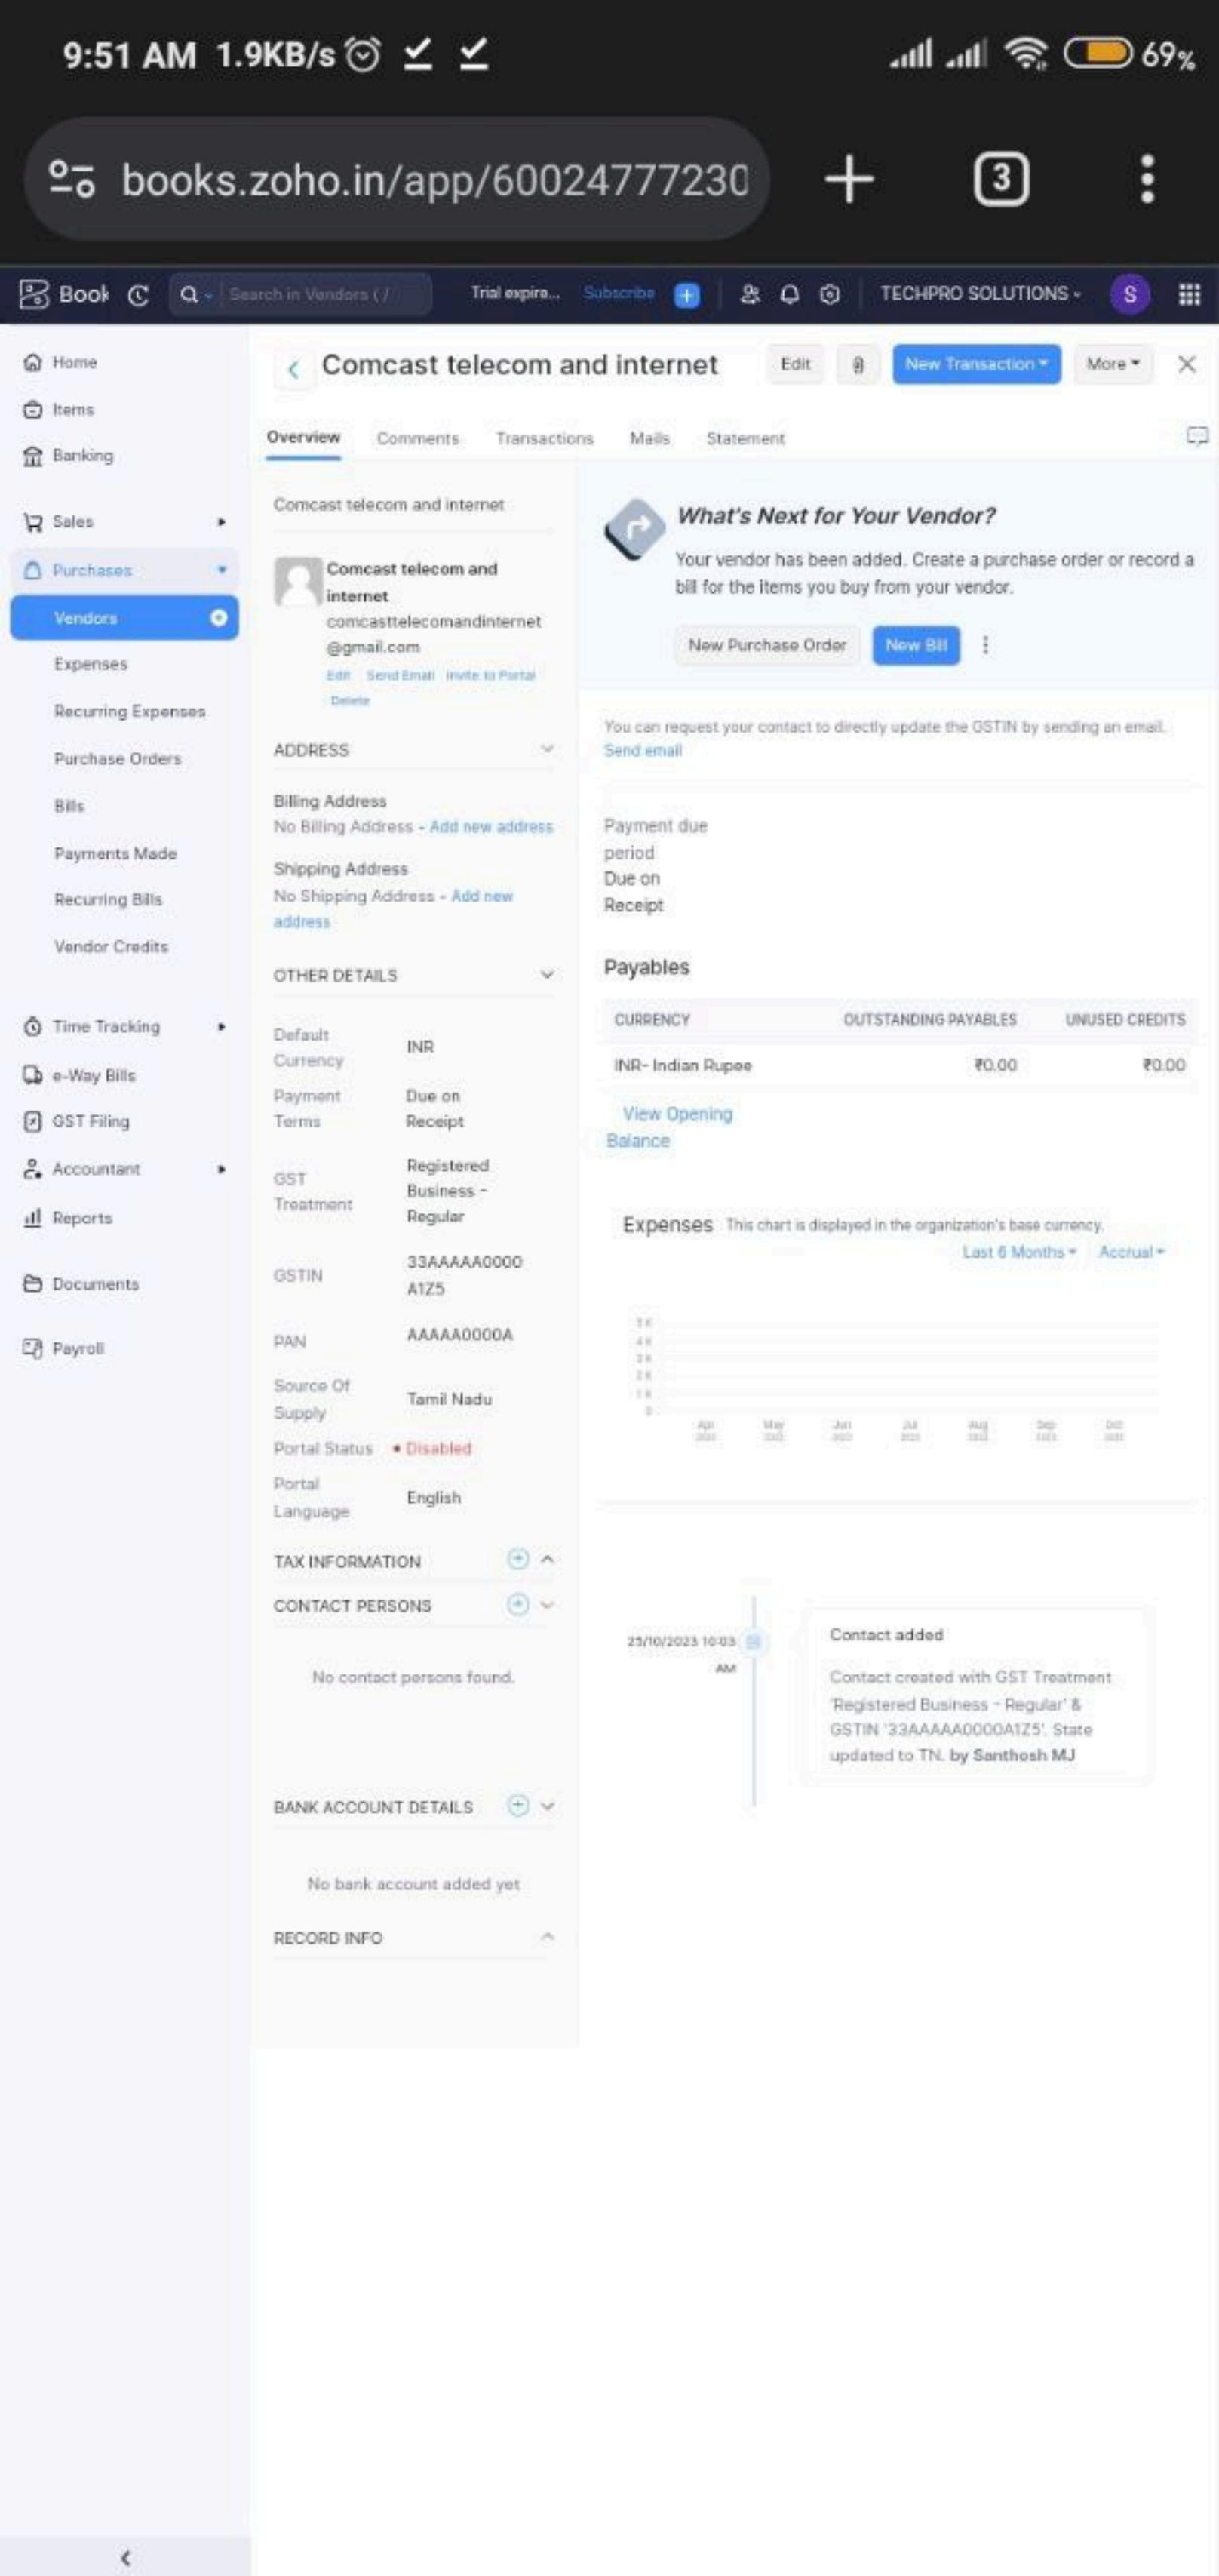 9:51 AM 1.9KB/s 69%
books.zoho.in/app/60024777230
3
Book
Search in Vendors ( /
Trial expire...
Subscribe
TECHPRO SOLUTIONS
S
Home
Items
Banking
Sales
Purchases
Vendors
Expenses
Recurring Expenses
Purchase Orders
Bills
Payments Made
Recurring Bills
Vendor Credits
Time Tracking
e-Way Bills
GST Filing
Accountant
Reports
Documents
Payroll
Comcast telecom and internet
Edit
New Transaction
More
Overview
Comments
Transactions
Mails
Statement
Comcast telecom and internet
Comcast telecom and
internet
comcasttelecomandinternet
@gmail.com
Edit Send Email Invite to Portal
Delete
ADDRESS
Billing Address
No Billing Address - Add new address
Shipping Address
No Shipping Address - Add new
address
OTHER DETAILS
Default
Currency
INR
Payment
Terms
Due on
Receipt
GST
Treatment
Registered
Business -
Regular
GSTIN
33AAAAA0000
A1Z5
PAN
AAAAA0000A
Source Of
Supply
Tamil Nadu
Portal Status
Disabled
Portal
Language
English
TAX INFORMATION
CONTACT PERSONS
No contact persons found.
BANK ACCOUNT DETAILS
No bank account added yet
RECORD INFO
What's Next for Your Vendor?
Your vendor has been added. Create a purchase order or record a
bill for the items you buy from your vendor.
New Purchase Order
New Bill
You can request your contact to directly update the GSTIN by sending an email.
Send email
Payment due
period
Due on
Receipt
Payables
CURRENCY OUTSTANDING PAYABLES UNUSED CREDITS
INR- Indian Rupee ₹0.00 ₹0.00
View Opening
Balance
Expenses This chart is displayed in the organization's base currency.
Last 6 Months Accrual
5 K
4 K
3 K
2 K
1 K
0
Apr May Jun Jul Aug Sep Oct
25/10/2023 10:03
AM
Contact added
Contact created with GST Treatment
'Registered Business - Regular' &
GSTIN '33AAAAA0000A1Z5'. State
updated to TN. by Santhosh MJ